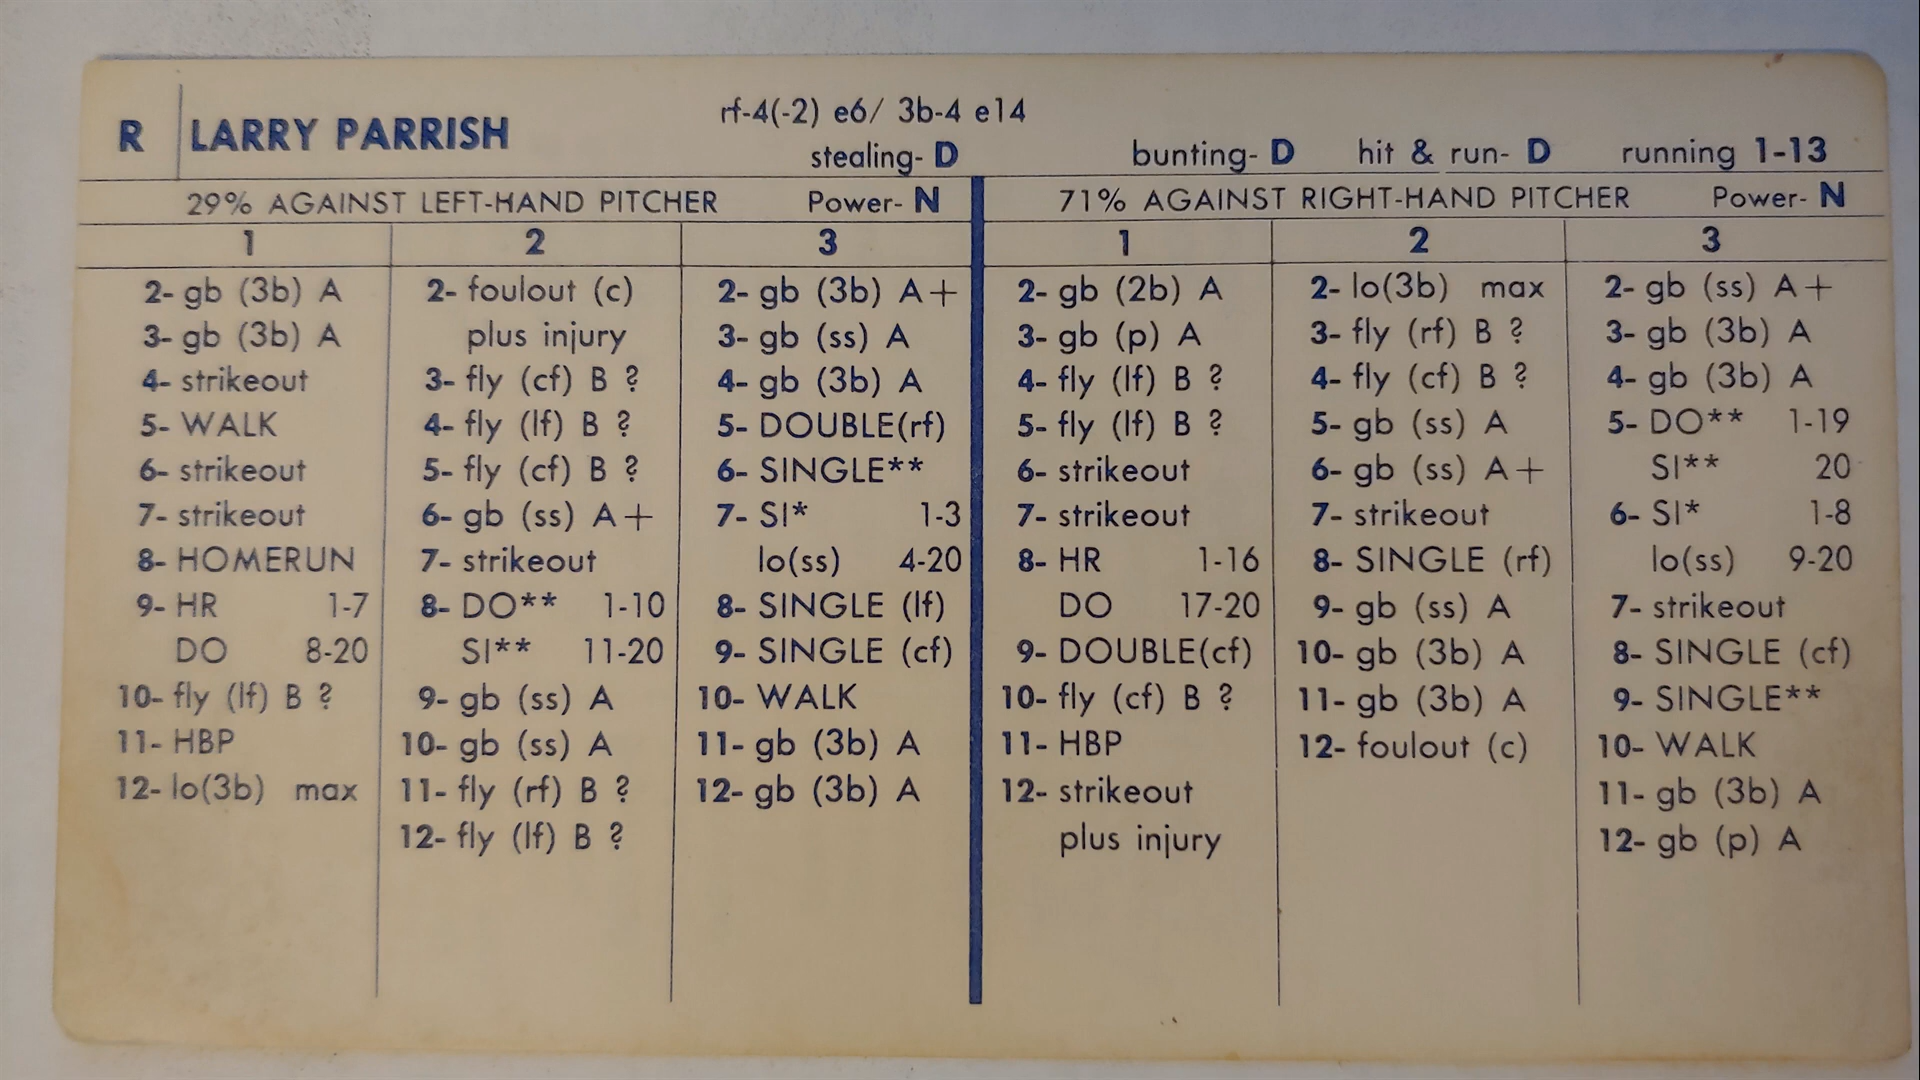 R LARRY PARRISH
rf-4(-2) e6/ 3b-4 e14
stealing- D bunting- D hit & run- D running 1-13
29% AGAINST LEFT-HAND PITCHER Power- N
1 2 3
2- gb (3b) A
3- gb (3b) A
4- strikeout
5- WALK
6- strikeout
7- strikeout
8- HOMERUN
9- HR 1-7
DO 8-20
10- fly (lf) B ?
11- HBP
12- lo(3b) max
2- foulout (c)
plus injury
3- fly (cf) B ?
4- fly (lf) B ?
5- fly (cf) B ?
6- gb (ss) A+
7- strikeout
8- DO** 1-10
SI** 11-20
9- gb (ss) A
10- gb (ss) A
11- fly (rf) B ?
12- fly (lf) B ?
2- gb (3b) A+
3- gb (ss) A
4- gb (3b) A
5- DOUBLE(rf)
6- SINGLE**
7- SI* 1-3
lo(ss) 4-20
8- SINGLE (lf)
9- SINGLE (cf)
10- WALK
11- gb (3b) A
12- gb (3b) A
71% AGAINST RIGHT-HAND PITCHER Power- N
1 2 3
2- gb (2b) A
3- gb (p) A
4- fly (lf) B ?
5- fly (lf) B ?
6- strikeout
7- strikeout
8- HR 1-16
DO 17-20
9- DOUBLE(cf)
10- fly (cf) B ?
11- HBP
12- strikeout
plus injury
2- lo(3b) max
3- fly (rf) B ?
4- fly (cf) B ?
5- gb (ss) A
6- gb (ss) A+
7- strikeout
8- SINGLE (rf)
9- gb (ss) A
10- gb (3b) A
11- gb (3b) A
12- foulout (c)
2- gb (ss) A+
3- gb (3b) A
4- gb (3b) A
5- DO** 1-19
SI** 20
6- SI* 1-8
lo(ss) 9-20
7- strikeout
8- SINGLE (cf)
9- SINGLE**
10- WALK
11- gb (3b) A
12- gb (p) A